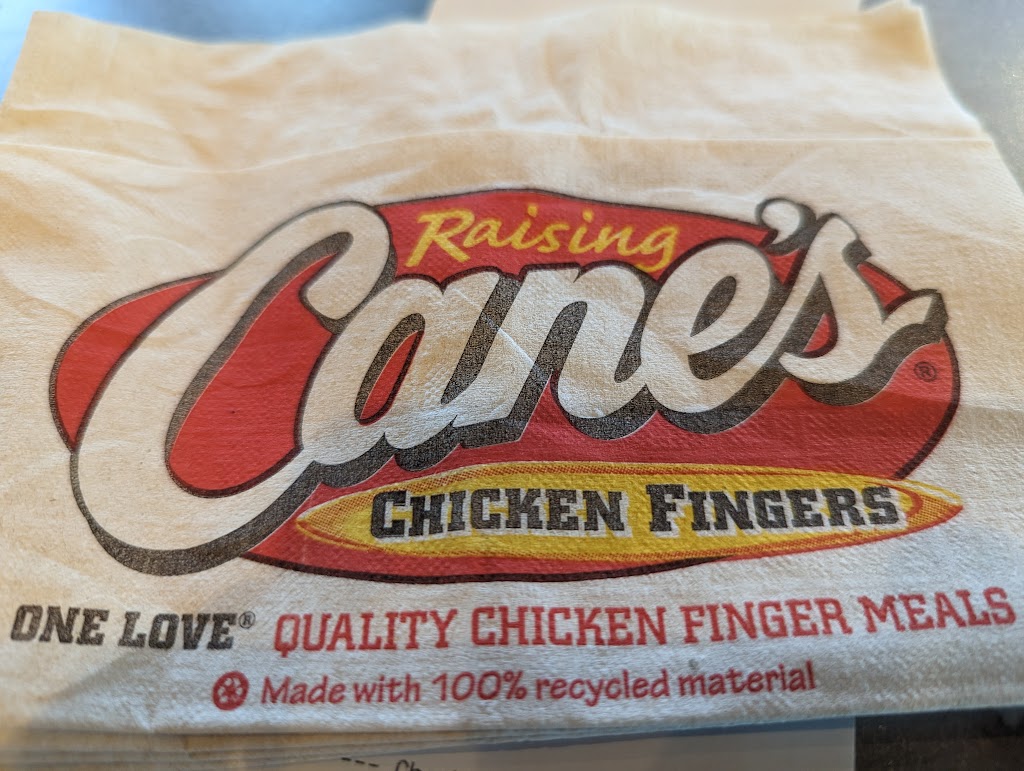 Raising
Cane's®
CHICKEN FINGERS
ONE LOVE® QUALITY CHICKEN FINGER MEALS
Made with 100% recycled material